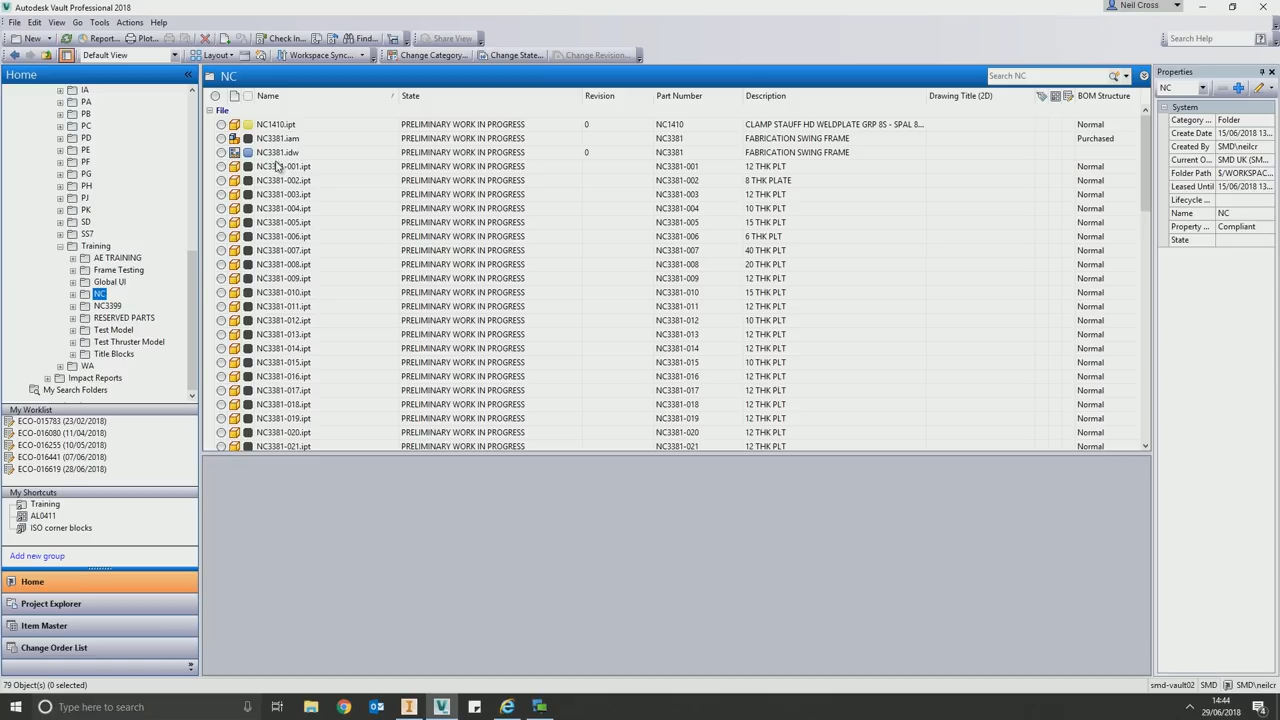 Autodesk Vault Professional 2018 Neil Cross
File Edit View Go Tools Actions Help
New Report... Plot... Check In... Find... Share View Search Help
Default View Layout Workspace Sync... Change Category... Change State... Change Revision...
Home
IA
PA
PB
PC
PD
PE
PF
PG
PH
PJ
PK
SD
SS7
Training
AE TRAINING
Frame Testing
Global UI
NC
NC3399
RESERVED PARTS
Test Model
Test Thruster Model
Title Blocks
WA
Impact Reports
My Search Folders
My Worklist
ECO-015783 (23/02/2018)
ECO-016080 (11/04/2018)
ECO-016255 (10/05/2018)
ECO-016441 (07/06/2018)
ECO-016619 (28/06/2018)
My Shortcuts
Training
AL0411
ISO corner blocks
Add new group
Home
Project Explorer
Item Master
Change Order List
NC Search NC
Name State Revision Part Number Description Drawing Title (2D) BOM Structure
File
NC1410.ipt PRELIMINARY WORK IN PROGRESS 0 NC1410 CLAMP STAUFF HD WELDPLATE GRP 8S - SPAL 8... Normal
NC3381.iam PRELIMINARY WORK IN PROGRESS NC3381 FABRICATION SWING FRAME Purchased
NC3381.idw PRELIMINARY WORK IN PROGRESS 0 NC3381 FABRICATION SWING FRAME
NC3381-001.ipt PRELIMINARY WORK IN PROGRESS NC3381-001 12 THK PLT Normal
NC3381-002.ipt PRELIMINARY WORK IN PROGRESS NC3381-002 8 THK PLATE Normal
NC3381-003.ipt PRELIMINARY WORK IN PROGRESS NC3381-003 12 THK PLT Normal
NC3381-004.ipt PRELIMINARY WORK IN PROGRESS NC3381-004 10 THK PLT Normal
NC3381-005.ipt PRELIMINARY WORK IN PROGRESS NC3381-005 15 THK PLT Normal
NC3381-006.ipt PRELIMINARY WORK IN PROGRESS NC3381-006 6 THK PLT Normal
NC3381-007.ipt PRELIMINARY WORK IN PROGRESS NC3381-007 40 THK PLT Normal
NC3381-008.ipt PRELIMINARY WORK IN PROGRESS NC3381-008 20 THK PLT Normal
NC3381-009.ipt PRELIMINARY WORK IN PROGRESS NC3381-009 12 THK PLT Normal
NC3381-010.ipt PRELIMINARY WORK IN PROGRESS NC3381-010 15 THK PLT Normal
NC3381-011.ipt PRELIMINARY WORK IN PROGRESS NC3381-011 12 THK PLT Normal
NC3381-012.ipt PRELIMINARY WORK IN PROGRESS NC3381-012 10 THK PLT Normal
NC3381-013.ipt PRELIMINARY WORK IN PROGRESS NC3381-013 12 THK PLT Normal
NC3381-014.ipt PRELIMINARY WORK IN PROGRESS NC3381-014 12 THK PLT Normal
NC3381-015.ipt PRELIMINARY WORK IN PROGRESS NC3381-015 10 THK PLT Normal
NC3381-016.ipt PRELIMINARY WORK IN PROGRESS NC3381-016 12 THK PLT Normal
NC3381-017.ipt PRELIMINARY WORK IN PROGRESS NC3381-017 12 THK PLT Normal
NC3381-018.ipt PRELIMINARY WORK IN PROGRESS NC3381-018 12 THK PLT Normal
NC3381-019.ipt PRELIMINARY WORK IN PROGRESS NC3381-019 12 THK PLT Normal
NC3381-020.ipt PRELIMINARY WORK IN PROGRESS NC3381-020 12 THK PLT Normal
NC3381-021.ipt PRELIMINARY WORK IN PROGRESS NC3381-021 12 THK PLT Normal
Properties
NC
System
Category ... Folder
Create Date 15/06/2018 13...
Created By SMD\neilcr
Current O... SMD UK (SM...
Folder Path $/WORKSPAC...
Leased Until 15/06/2018 13...
Lifecycle ...
Name NC
Property ... Compliant
State
79 Object(s) (0 selected) smd-vault02 SMD SMD\neilcr
Type here to search
14:44
29/06/2018
4